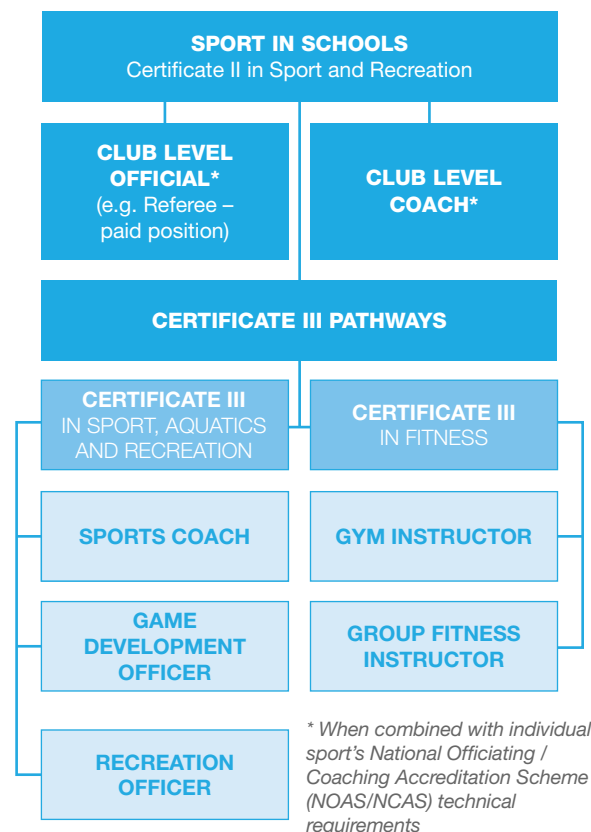 SPORT IN SCHOOLS
Certificate II in Sport and Recreation
CLUB LEVEL
OFFICIAL*
(e.g. Referee –
paid position)
CLUB LEVEL
COACH*
CERTIFICATE III PATHWAYS
CERTIFICATE III
IN SPORT, AQUATICS
AND RECREATION
CERTIFICATE III
IN FITNESS
SPORTS COACH
GYM INSTRUCTOR
GAME
DEVELOPMENT
OFFICER
GROUP FITNESS
INSTRUCTOR
RECREATION
OFFICER
* When combined with individual
sport's National Officiating /
Coaching Accreditation Scheme
(NOAS/NCAS) technical
requirements